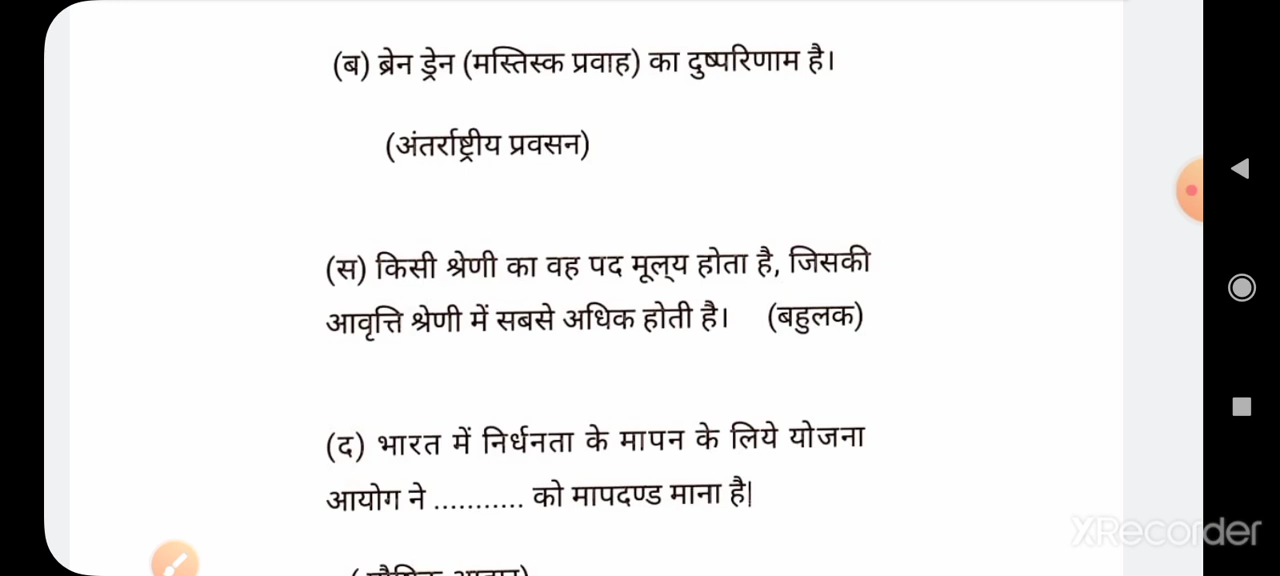 (ब) ब्रेन ड्रेन (मस्तिस्क प्रवाह) का दुष्परिणाम है।
(अंतर्राष्ट्रीय प्रवसन)
(स) किसी श्रेणी का वह पद मूल्य होता है, जिसकी
आवृत्ति श्रेणी में सबसे अधिक होती है। (बहुलक)
(द) भारत में निर्धनता के मापन के लिये योजना
आयोग ने ........... को मापदण्ड माना है|
XRecorder